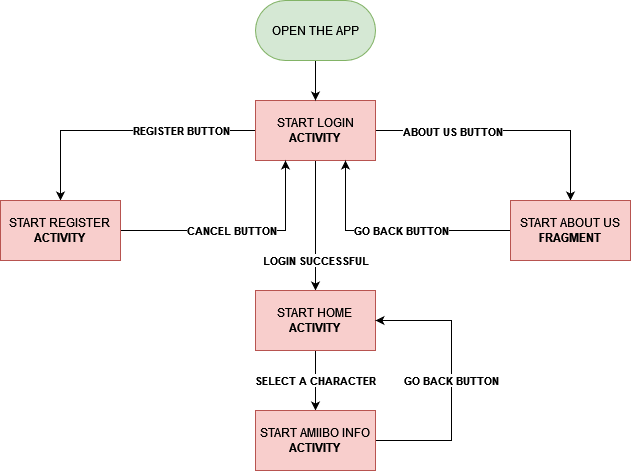 OPEN THE APP
START LOGIN
ACTIVITY
REGISTER BUTTON
ABOUT US BUTTON
START REGISTER
ACTIVITY
CANCEL BUTTON
GO BACK BUTTON
START ABOUT US
FRAGMENT
LOGIN SUCCESSFUL
START HOME
ACTIVITY
SELECT A CHARACTER
GO BACK BUTTON
START AMIIBO INFO
ACTIVITY